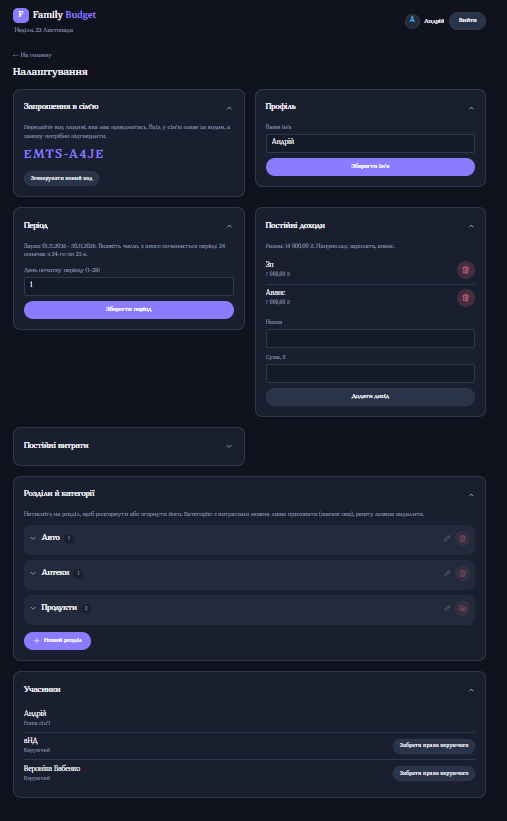 F Family Budget
Неділя, 22 Листопада
А Андрій Вийти
← На головну
Налаштування
Запрошення в сім'ю
Передайте код людині, яка має приєднатись. Вхід у сім'ю лише за кодом, а
заявку потрібно підтвердити.
EMTS-A4JE
Згенерувати новий код
Профіль
Ваше ім'я
Андрій
Зберегти ім'я
Період
Зараз: 01.11.2026 - 30.11.2026. Вкажіть число, з якого починається період: 24
означає з 24-го по 23-є.
День початку періоду (1-28)
1
Зберегти період
Постійні доходи
Разом: 14 000,00 ₴. Наприклад: зарплата, аванс.
Зп
7 000,00 ₴
Аванс
7 000,00 ₴
Назва
Сума, ₴
Додати дохід
Постійні витрати
Розділи й категорії
Натисніть на розділ, щоб розгорнути або згорнути його. Категорію з витратами можна лише приховати (значок ока), решту можна видалити.
Авто 1
Аптеки 1
Продукти 2
+ Новий розділ
Учасники
Андрій
Голова сім'ї
аНД
Керуючий
Забрати права керуючого
Вероніка Бабенко
Керуючий
Забрати права керуючого